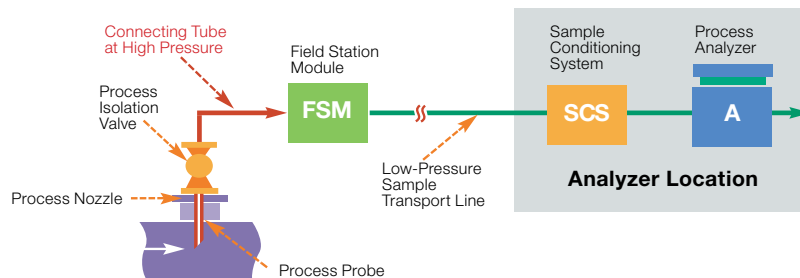 Connecting Tube
at High Pressure
Field Station
Module
Sample
Conditioning
System
Process
Analyzer
Process
Isolation
Valve
FSM
SCS
A
Low-Pressure
Sample
Transport Line
Analyzer Location
Process Nozzle
Process Probe